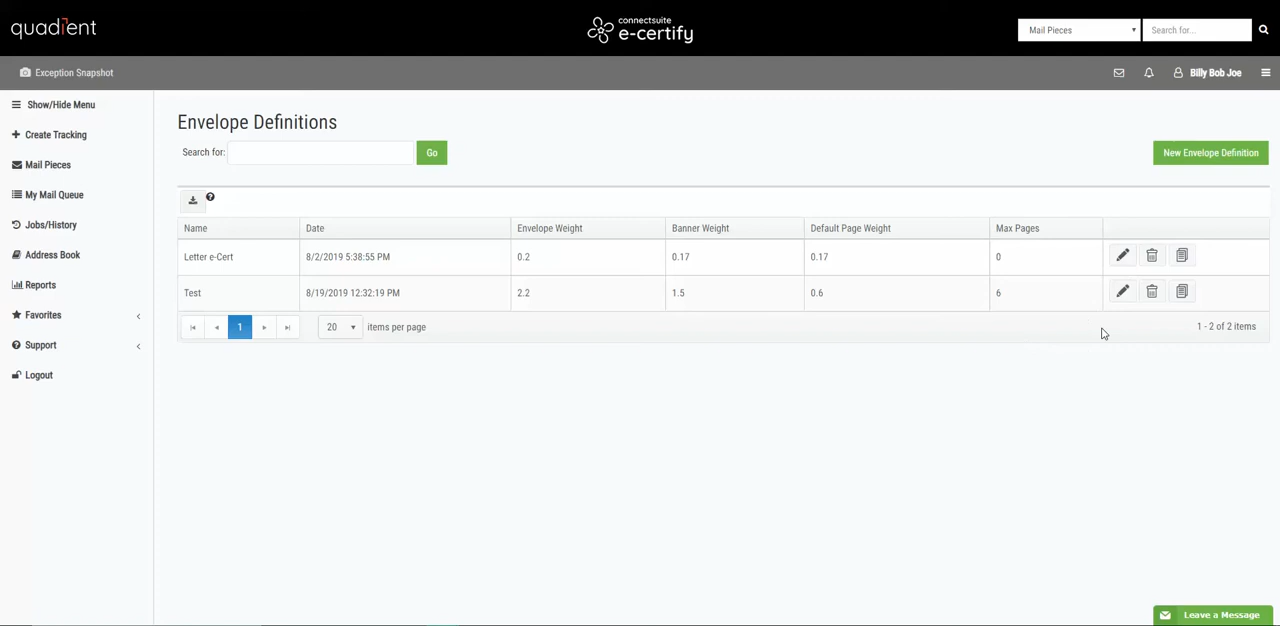 quadient
connectsuite
e-certify
Mail Pieces
Search for...
Exception Snapshot
Billy Bob Joe
Show/Hide Menu
Create Tracking
Mail Pieces
My Mail Queue
Jobs/History
Address Book
Reports
Favorites
Support
Logout
Envelope Definitions
Search for:
Go
New Envelope Definition
Name Date Envelope Weight Banner Weight Default Page Weight Max Pages
Letter e-Cert 8/2/2019 5:38:55 PM 0.2 0.17 0.17 0
Test 8/19/2019 12:32:19 PM 2.2 1.5 0.6 6
1 20 items per page 1 - 2 of 2 items
Leave a Message